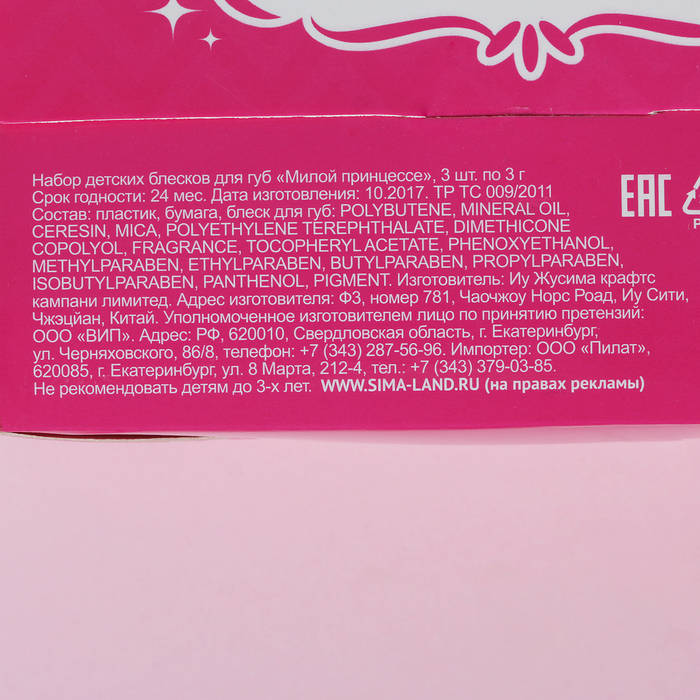 Набор детских блесков для губ «Милой принцессе», 3 шт. по 3 г
Срок годности: 24 мес. Дата изготовления: 10.2017. ТР ТС 009/2011
Состав: пластик, бумага, блеск для губ: POLYBUTENE, MINERAL OIL,
CERESIN, MICA, POLYETHYLENE TEREPHTHALATE, DIMETHICONE
COPOLYOL, FRAGRANCE, TOCOPHERYL ACETATE, PHENOXYETHANOL,
METHYLPARABEN, ETHYLPARABEN, BUTYLPARABEN, PROPYLPARABEN,
ISOBUTYLPARABEN, PANTHENOL, PIGMENT. Изготовитель: Иу Жусима крафтс
кампани лимитед. Адрес изготовителя: Ф3, номер 781, Чаочжоу Норс Роад, Иу Сити,
Чжэцйан, Китай. Уполномоченное изготовителем лицо по принятию претензий:
ООО «ВИП». Адрес: РФ, 620010, Свердловская область, г. Екатеринбург,
ул. Черняховского, 86/8, телефон: +7 (343) 287-56-96. Импортер: ООО «Пилат»,
620085, г. Екатеринбург, ул. 8 Марта, 212-4, тел.: +7 (343) 379-03-85.
Не рекомендовать детям до 3-х лет. WWW.SIMA-LAND.RU (на правах рекламы)
EAC